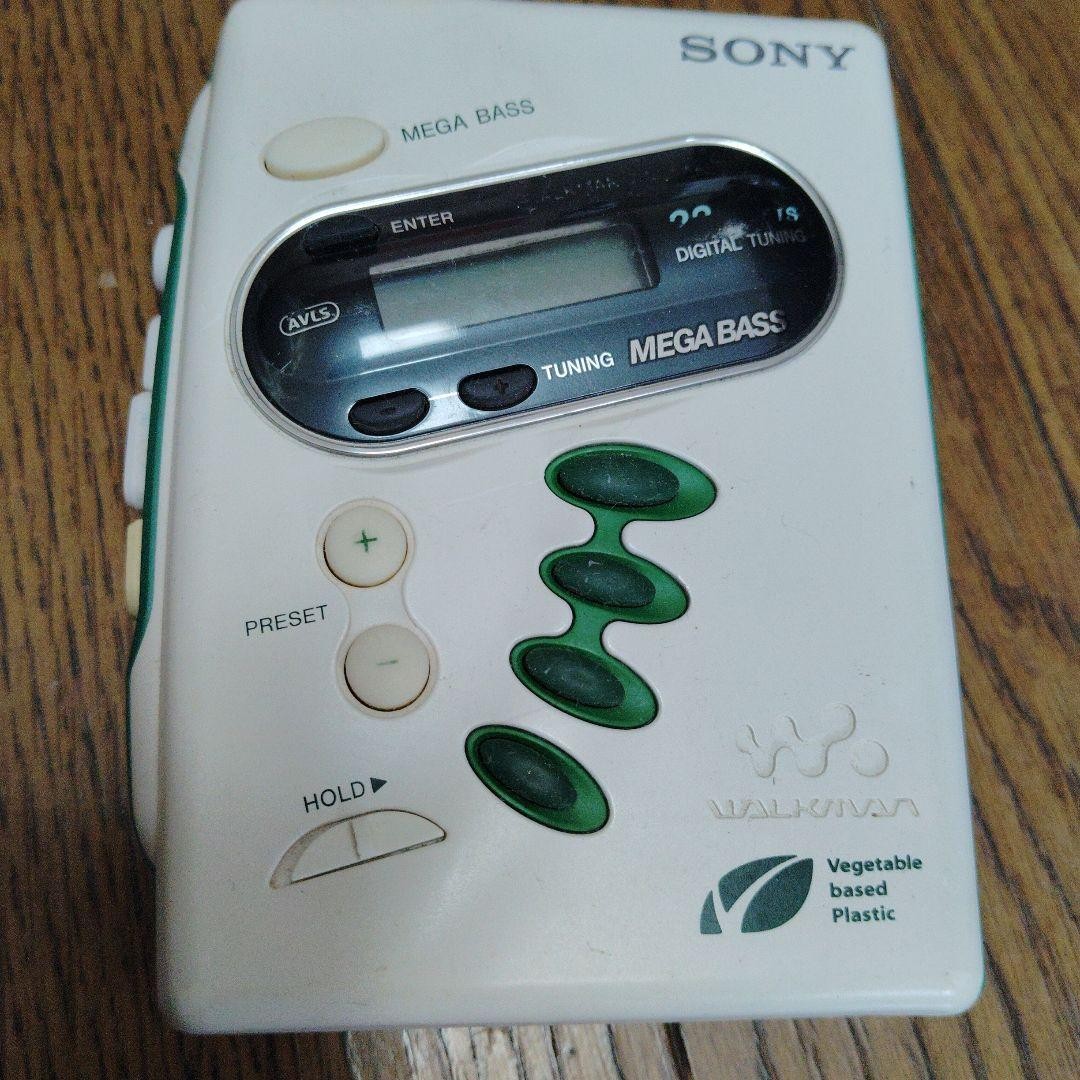 SONY
MEGA BASS
ENTER
DIGITAL TUNING
AVLS
TUNING
MEGA BASS
+
-
+
PRESET
-
HOLD
WALKMAN
Vegetable
based
Plastic